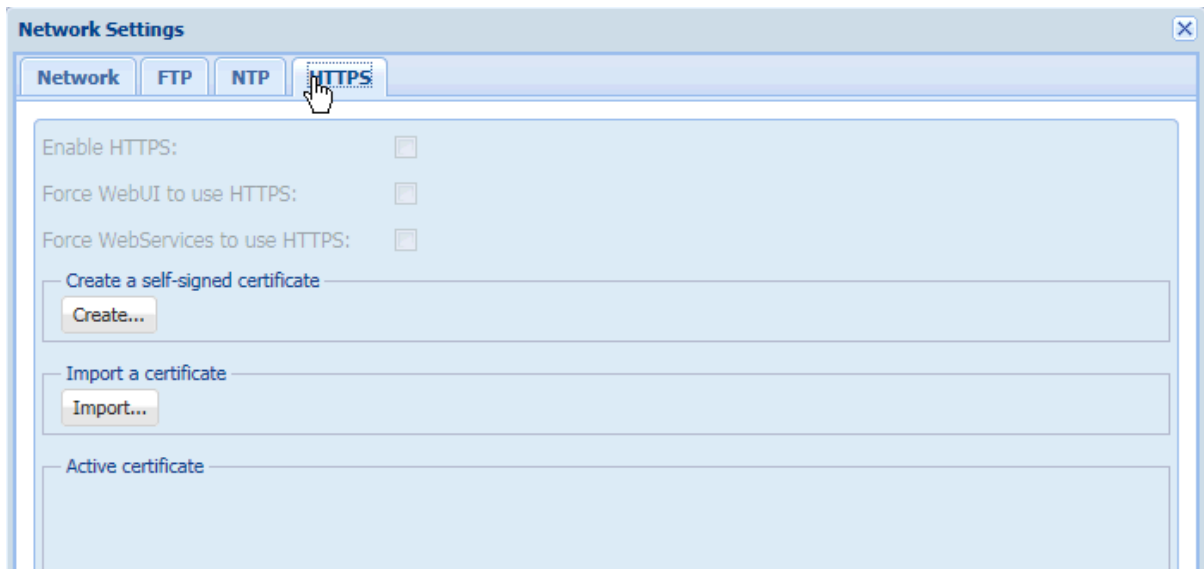 Network Settings
Network FTP NTP HTTPS
Enable HTTPS:
Force WebUI to use HTTPS:
Force WebServices to use HTTPS:
Create a self-signed certificate
Create...
Import a certificate
Import...
Active certificate